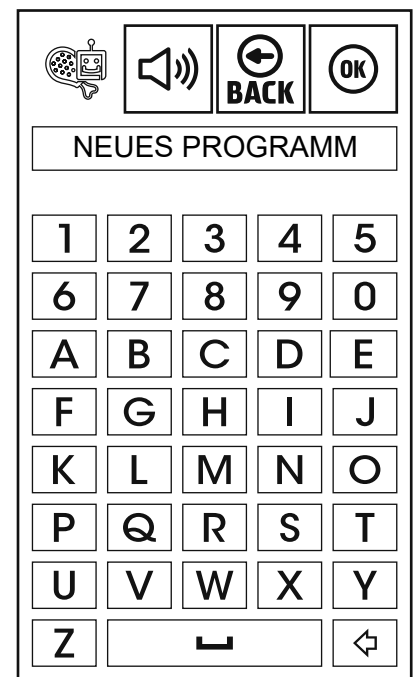 BACK OK
NEUES PROGRAMM
1 2 3 4 5
6 7 8 9 0
A B C D E
F G H I J
K L M N O
P Q R S T
U V W X Y
Z